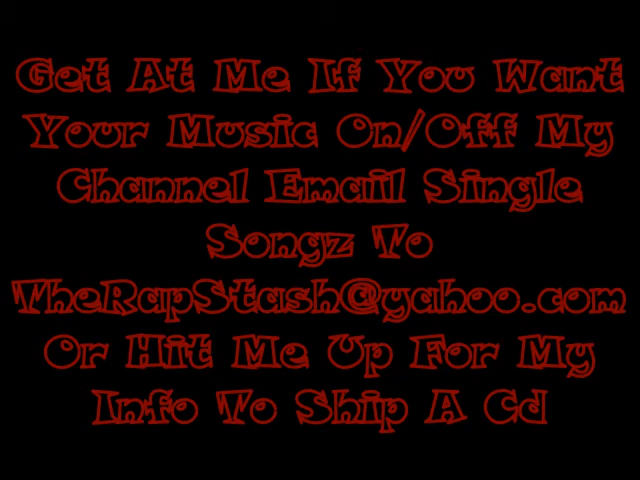 Get At Me If You Want
Your Music On/Off My
Channel Email Single
Songz To
TheRapStash@yahoo.com
Or Hit Me Up For My
Info To Ship A Cd